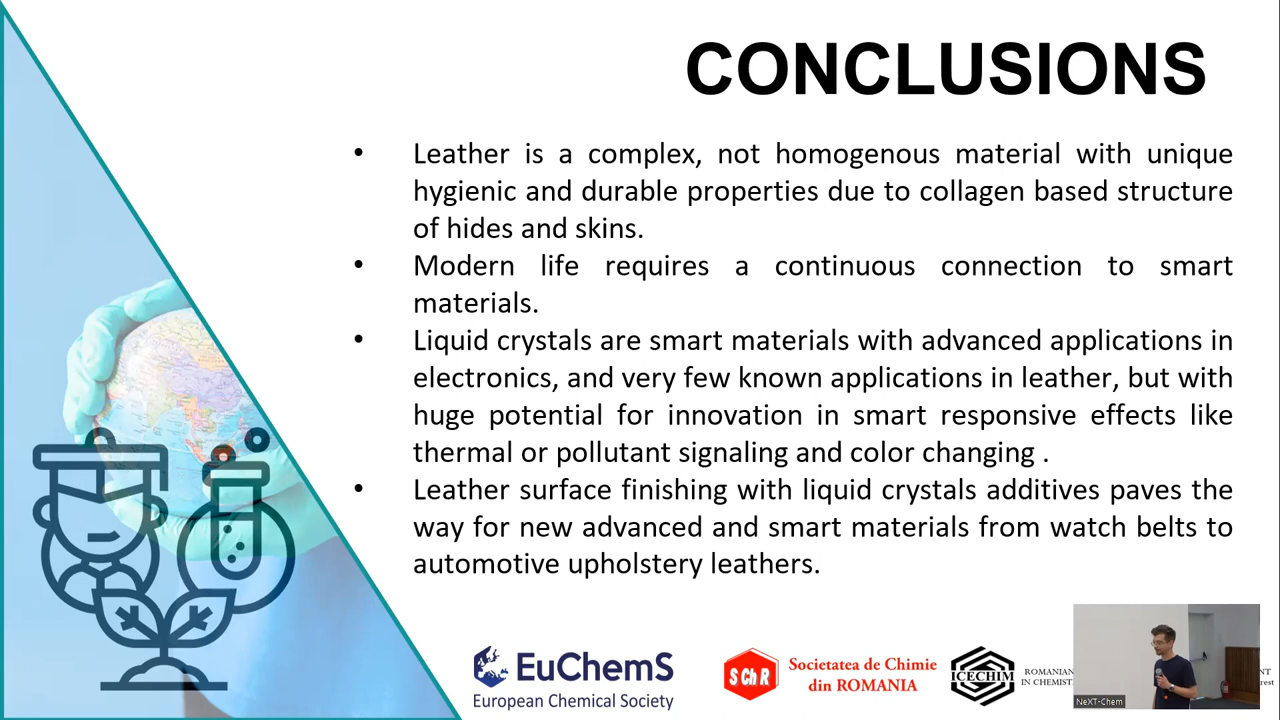 CONCLUSIONS
• Leather is a complex, not homogenous material with unique
hygienic and durable properties due to collagen based structure
of hides and skins.
• Modern life requires a continuous connection to smart
materials.
• Liquid crystals are smart materials with advanced applications in
electronics, and very few known applications in leather, but with
huge potential for innovation in smart responsive effects like
thermal or pollutant signaling and color changing .
• Leather surface finishing with liquid crystals additives paves the
way for new advanced and smart materials from watch belts to
automotive upholstery leathers.
EuChemS
European Chemical Society
S Ch R
Societatea de Chimie
din ROMANIA
ICECHIM
ROMANIAN
IN CHEMIST
NeXT-Chem